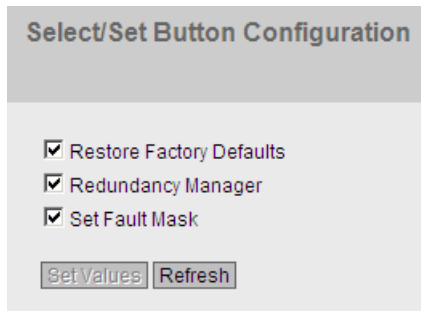 Select/Set Button Configuration
Restore Factory Defaults
Redundancy Manager
Set Fault Mask
Set Values Refresh